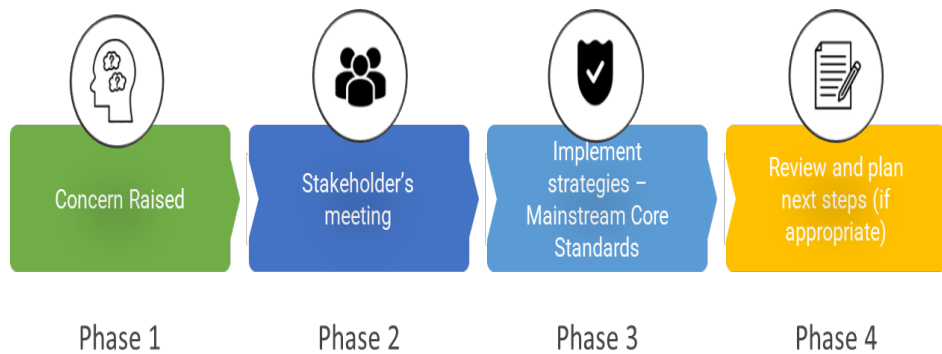 Concern Raised
Stakeholder’s
meeting
Implement
strategies –
Mainstream Core
Standards
Review and plan
next steps (if
appropriate)
Phase 1
Phase 2
Phase 3
Phase 4